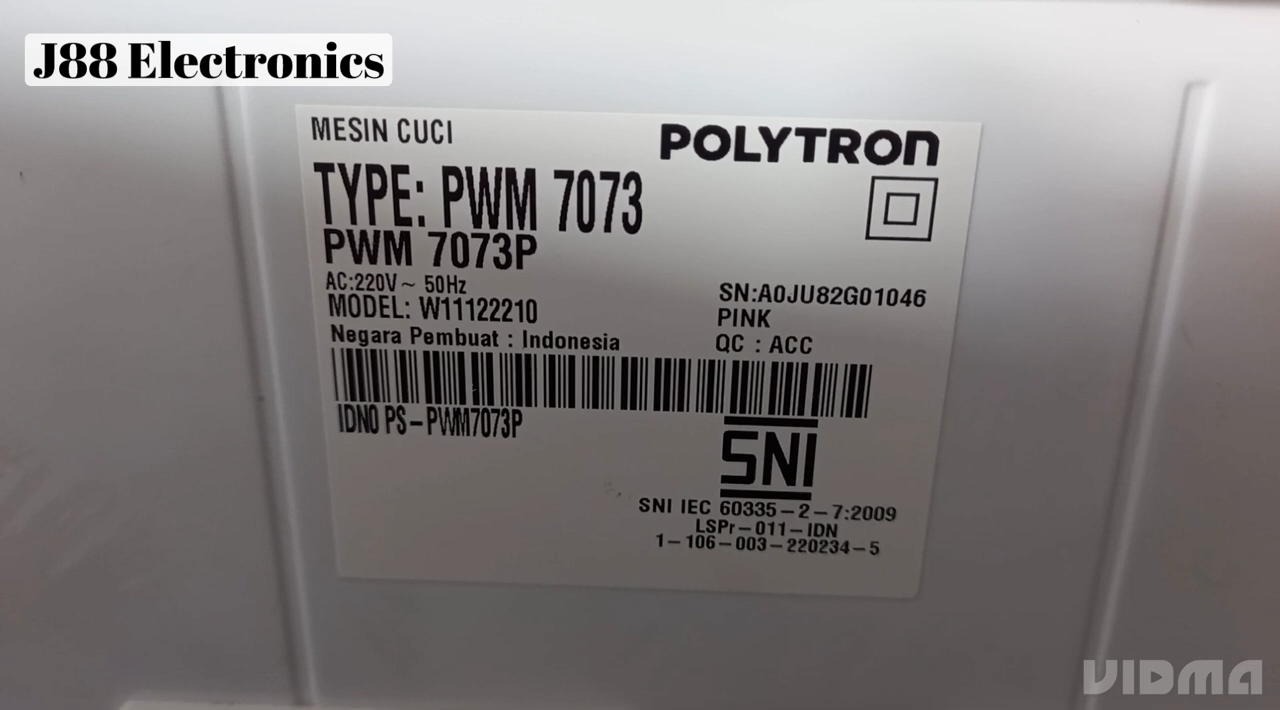 J88 Electronics
MESIN CUCI
POLYTRON
TYPE: PWM 7073
PWM 7073P
AC:220V~ 50Hz
MODEL: W11122210
Negara Pembuat : Indonesia
SN:A0JU82G01046
PINK
QC : ACC
IDNO PS-PWM7073P
SNI
SNI IEC 60335-2-7:2009
LSPr-011-IDN
1-106-003-220234-5
VIDMA